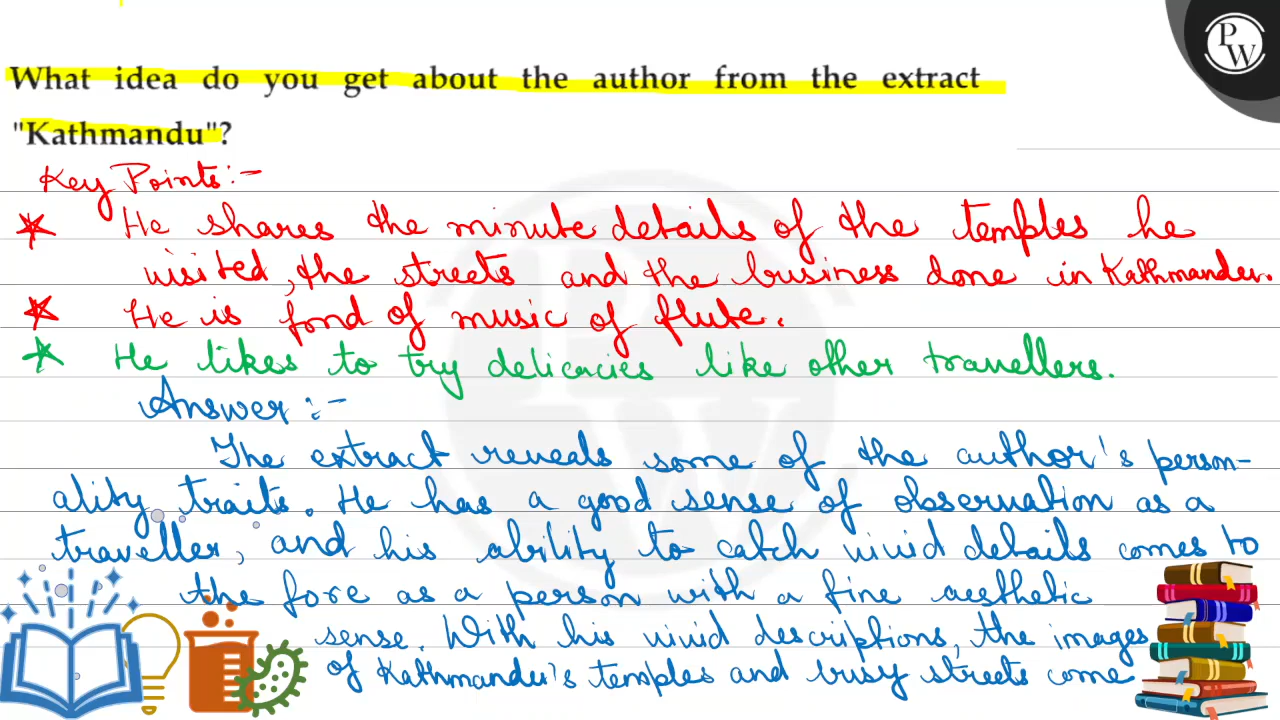 PW
What idea do you get about the author from the extract
"Kathmandu"?
Key Points:-
* He shares the minute details of the temples he
visited, the streets and the business done in Kathmandu.
* He is fond of music of flute.
* He likes to try delicacies like other travellers.
Answer:-
The extract reveals some of the author's person-
ality traits. He has a good sense of observation as a
traveller, and his ability to catch vivid details comes to
the fore as a person with a fine aesthetic
sense. With his vivid descriptions, the images
of Kathmandu's temples and busy streets come